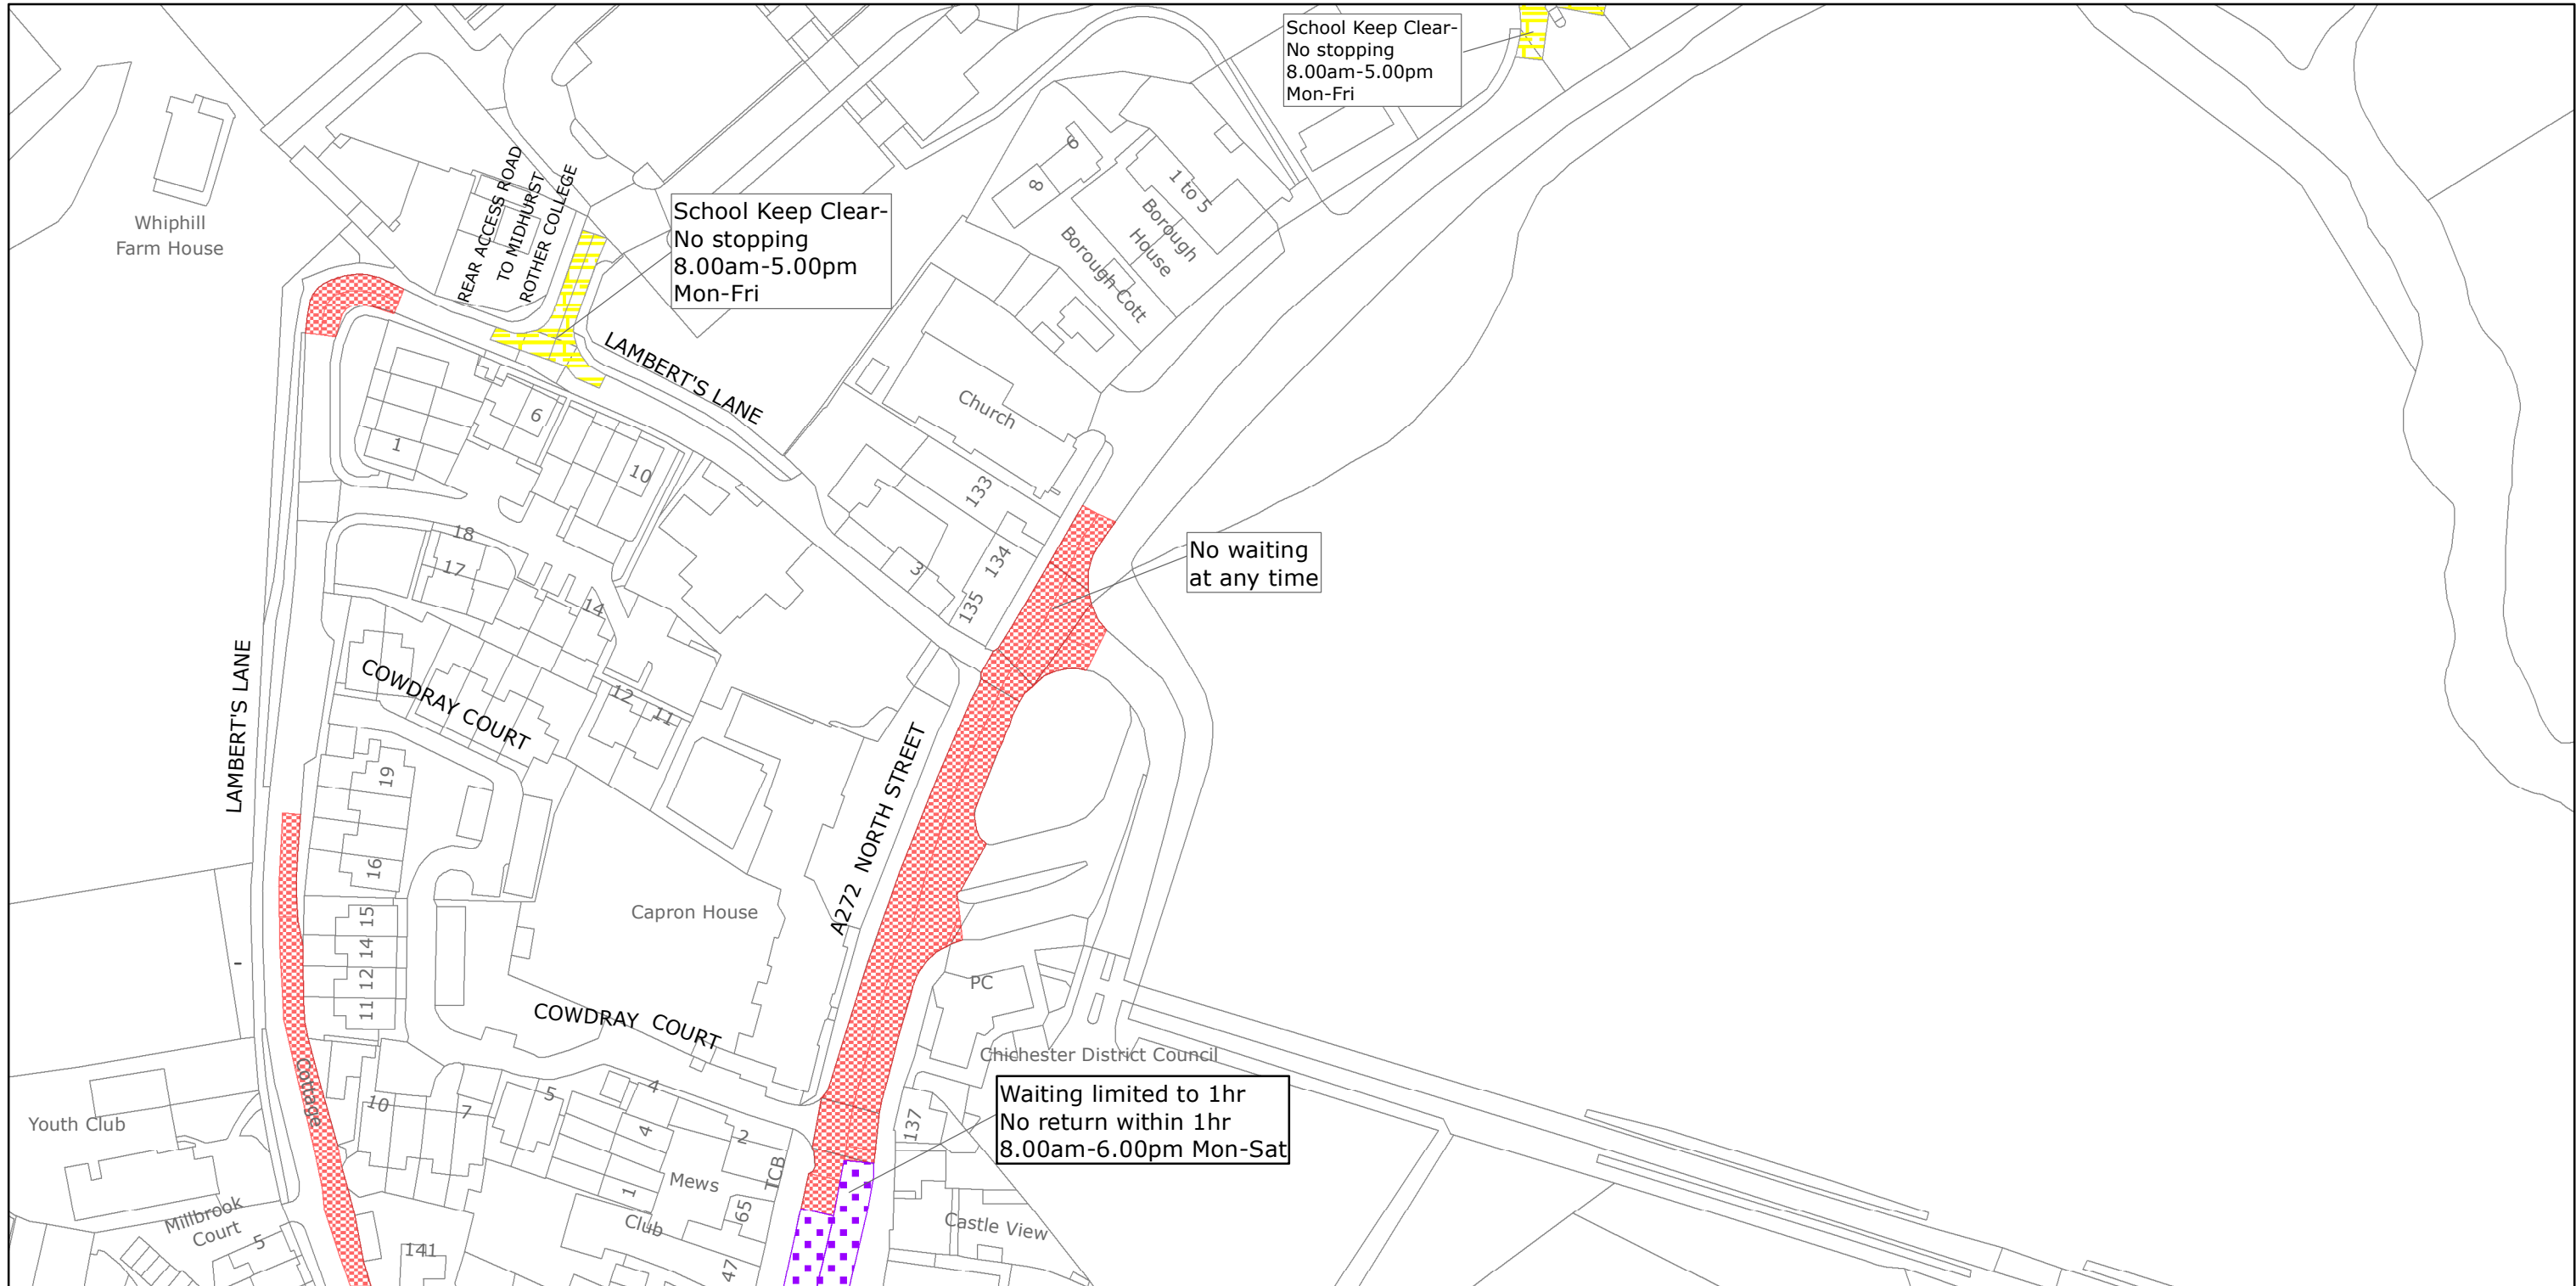 School Keep Clear-
No stopping
8.00am-5.00pm
Mon-Fri
REAR ACCESS ROAD
TO MIDHURST
ROTHER COLLEGE
Whiphill
Farm House
School Keep Clear-
No stopping
8.00am-5.00pm
Mon-Fri
6
8
1 to 5
Borough
House
Borough Cott
LAMBERT'S LANE
Church
1
6
10
133
134
135
3
No waiting
at any time
18
17
14
12
11
COWDRAY COURT
LAMBERT'S LANE
A272 NORTH STREET
19
16
15
14
12
11
Capron House
COWDRAY COURT
PC
Chichester District Council
Waiting limited to 1hr
No return within 1hr
8.00am-6.00pm Mon-Sat
Cottage
10
7
5
4
4
2
1
Mews
TCB
137
Youth Club
Millbrook
Court
5
141
Club
65
47
Castle View